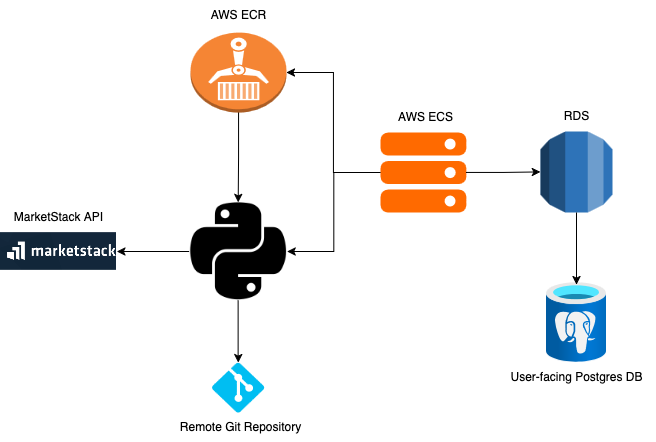 AWS ECR
AWS ECS
RDS
MarketStack API
marketstack
User-facing Postgres DB
Remote Git Repository